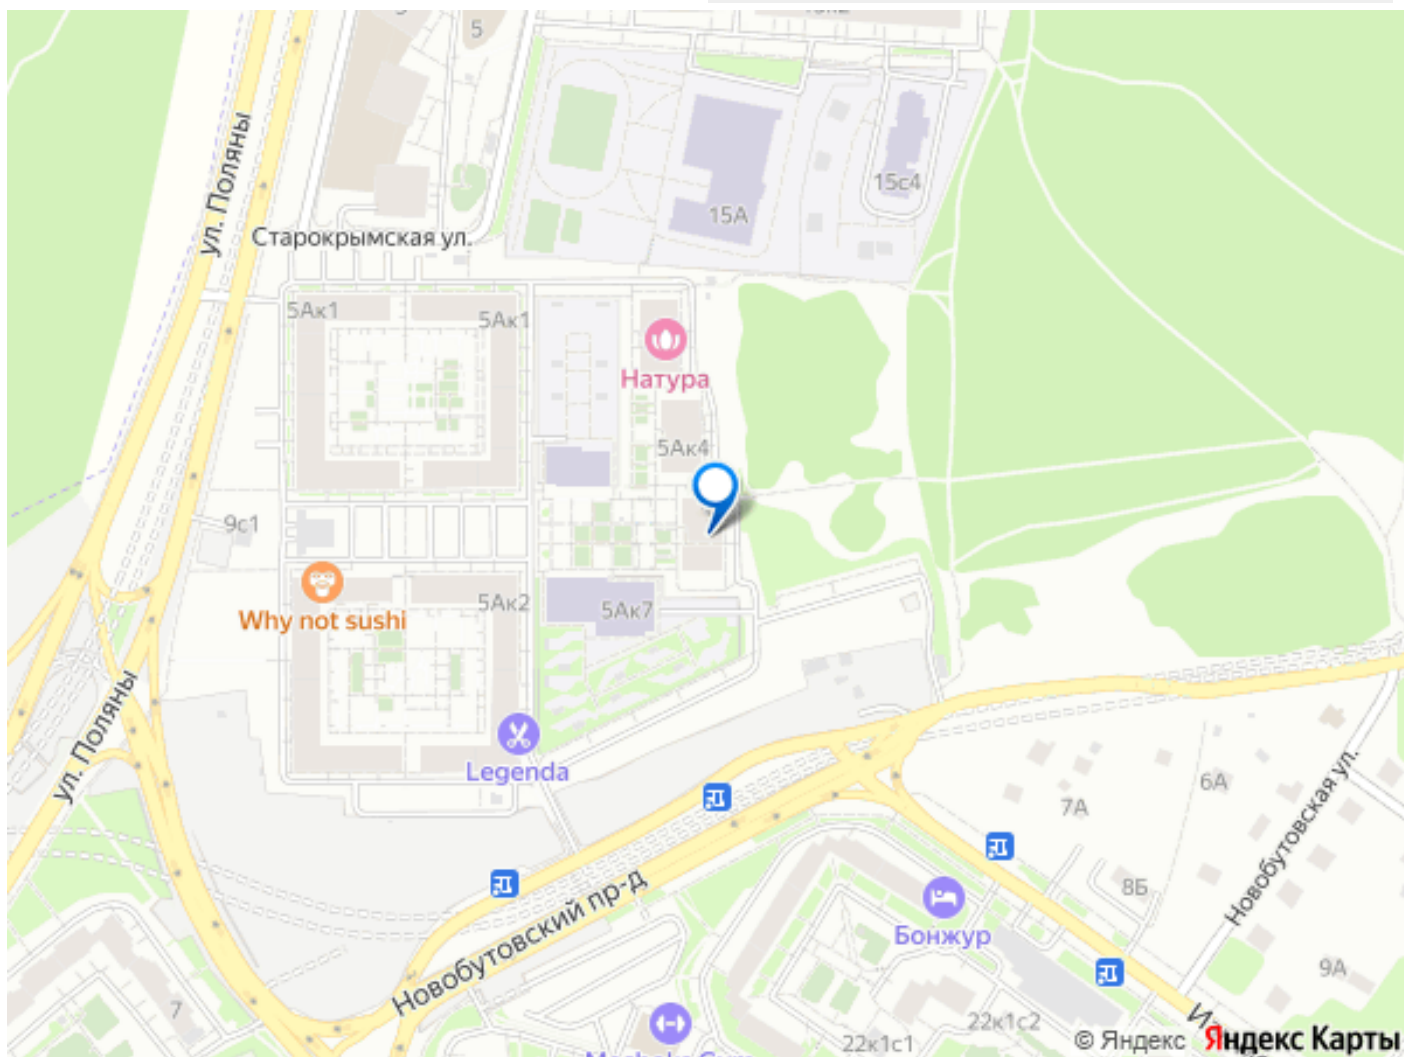 5
ул. Поляны
15с4
15А
Старокрымская ул.
5Ак1
5Ак1
Натура
5Ак4
9с1
Why not sushi
5Ак2
5Ак7
ул. Поляны
Legenda
6А
7А
Новобутовская ул.
8Б
Новобутовский пр-д
Бонжур
9А
7
22к1с2
22к1с1
© Яндекс Яндекс Карты